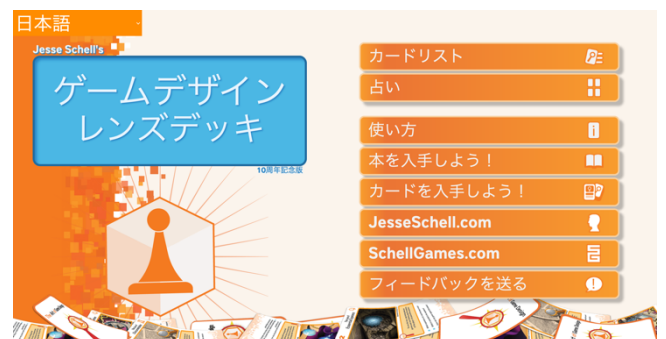 日本語
Jesse Schell's
ゲームデザイン
レンズデッキ
10周年記念版
カードリスト
占い
使い方
本を入手しよう！
カードを入手しよう！
JesseSchell.com
SchellGames.com
フィードバックを送る